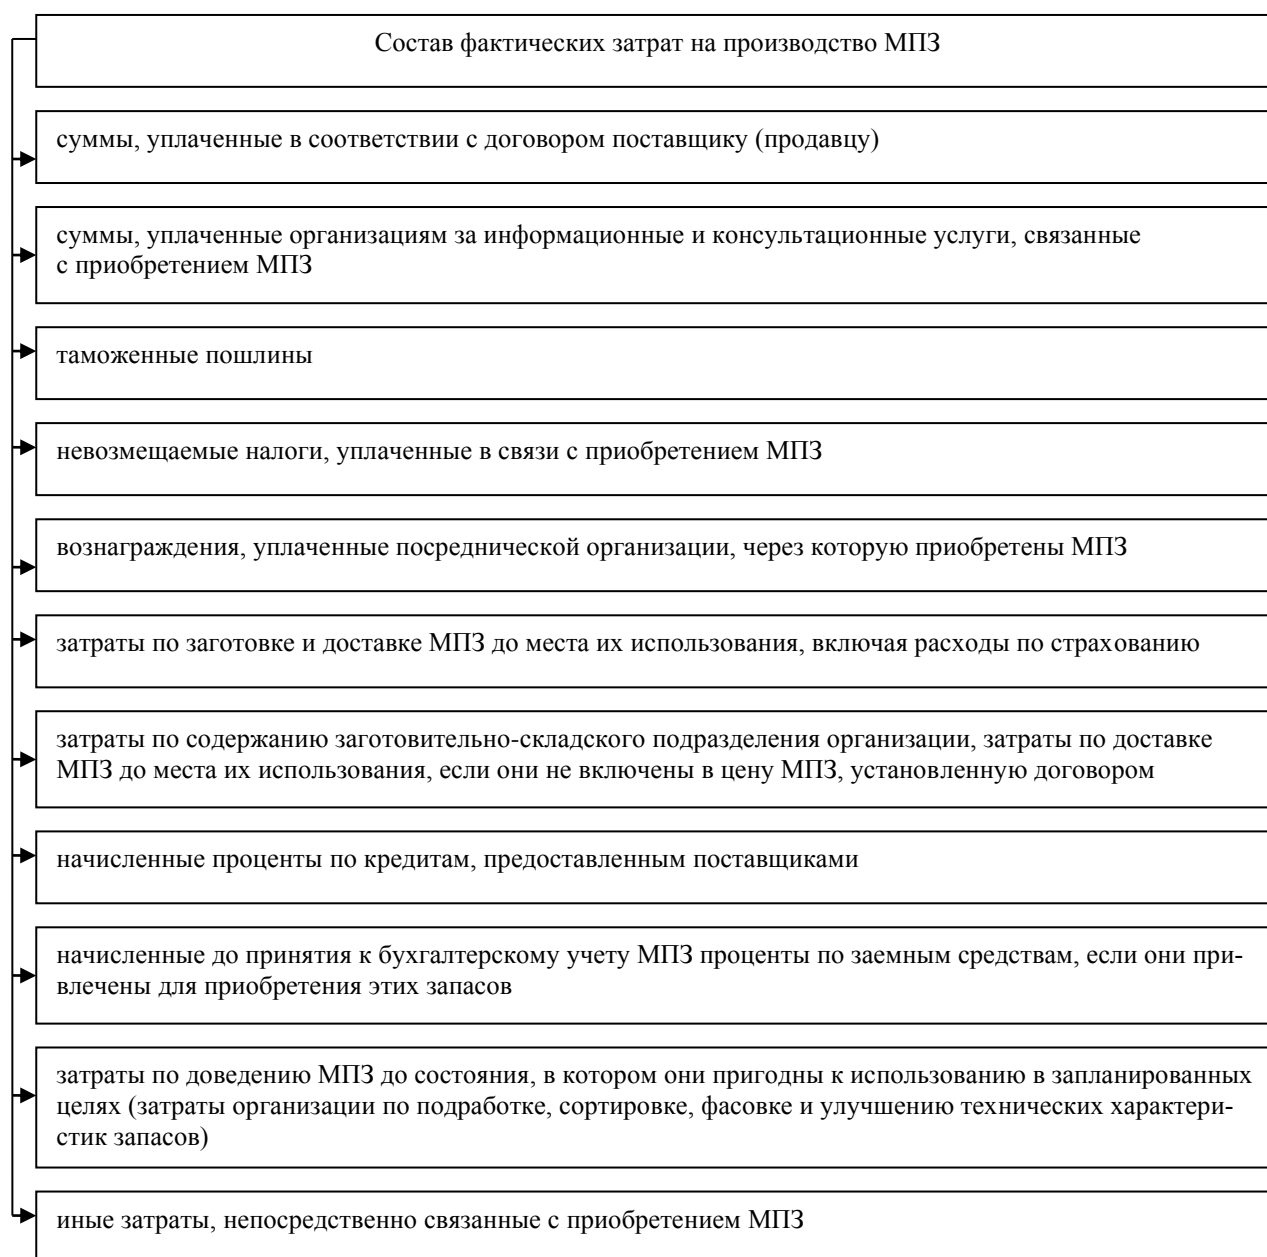 Состав фактических затрат на производство МПЗ
суммы, уплаченные в соответствии с договором поставщику (продавцу)
суммы, уплаченные организациям за информационные и консультационные услуги, связанные
с приобретением МПЗ
таможенные пошлины
невозмещаемые налоги, уплаченные в связи с приобретением МПЗ
вознаграждения, уплаченные посреднической организации, через которую приобретены МПЗ
затраты по заготовке и доставке МПЗ до места их использования, включая расходы по страхованию
затраты по содержанию заготовительно-складского подразделения организации, затраты по доставке
МПЗ до места их использования, если они не включены в цену МПЗ, установленную договором
начисленные проценты по кредитам, предоставленным поставщиками
начисленные до принятия к бухгалтерскому учету МПЗ проценты по заемным средствам, если они при-
влечены для приобретения этих запасов
затраты по доведению МПЗ до состояния, в котором они пригодны к использованию в запланированных
целях (затраты организации по подработке, сортировке, фасовке и улучшению технических характери-
стик запасов)
иные затраты, непосредственно связанные с приобретением МПЗ